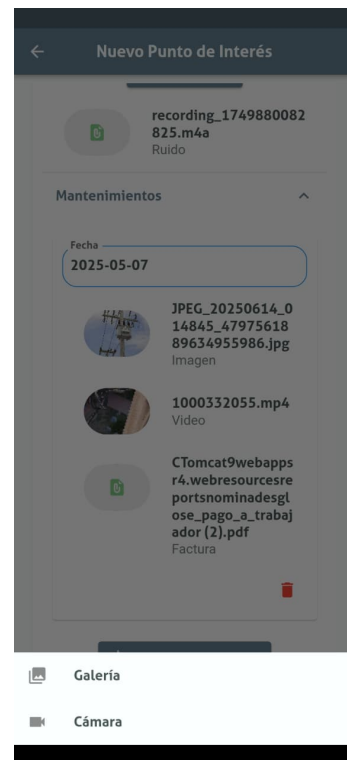 Nuevo Punto de Interés
recording_1749880082
825.m4a
Ruido
Mantenimientos
Fecha
2025-05-07
JPEG_20250614_0
14845_47975618
89634955986.jpg
Imagen
1000332055.mp4
Video
CTomcat9webapps
r4.webresourcesre
portsnominadesgl
ose_pago_a_trabaj
ador (2).pdf
Factura
Galería
Cámara